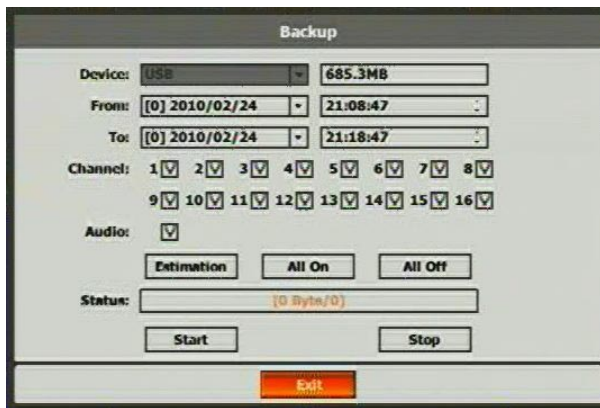 Backup
Device: USB 685.3MB
From: [0] 2010/02/24 21:08:47
To: [0] 2010/02/24 21:18:47
Channel: 1 2 3 4 5 6 7 8
9 10 11 12 13 14 15 16
Audio:
Estimation All On All Off
Status: [0 Byte/0]
Start Stop
Exit